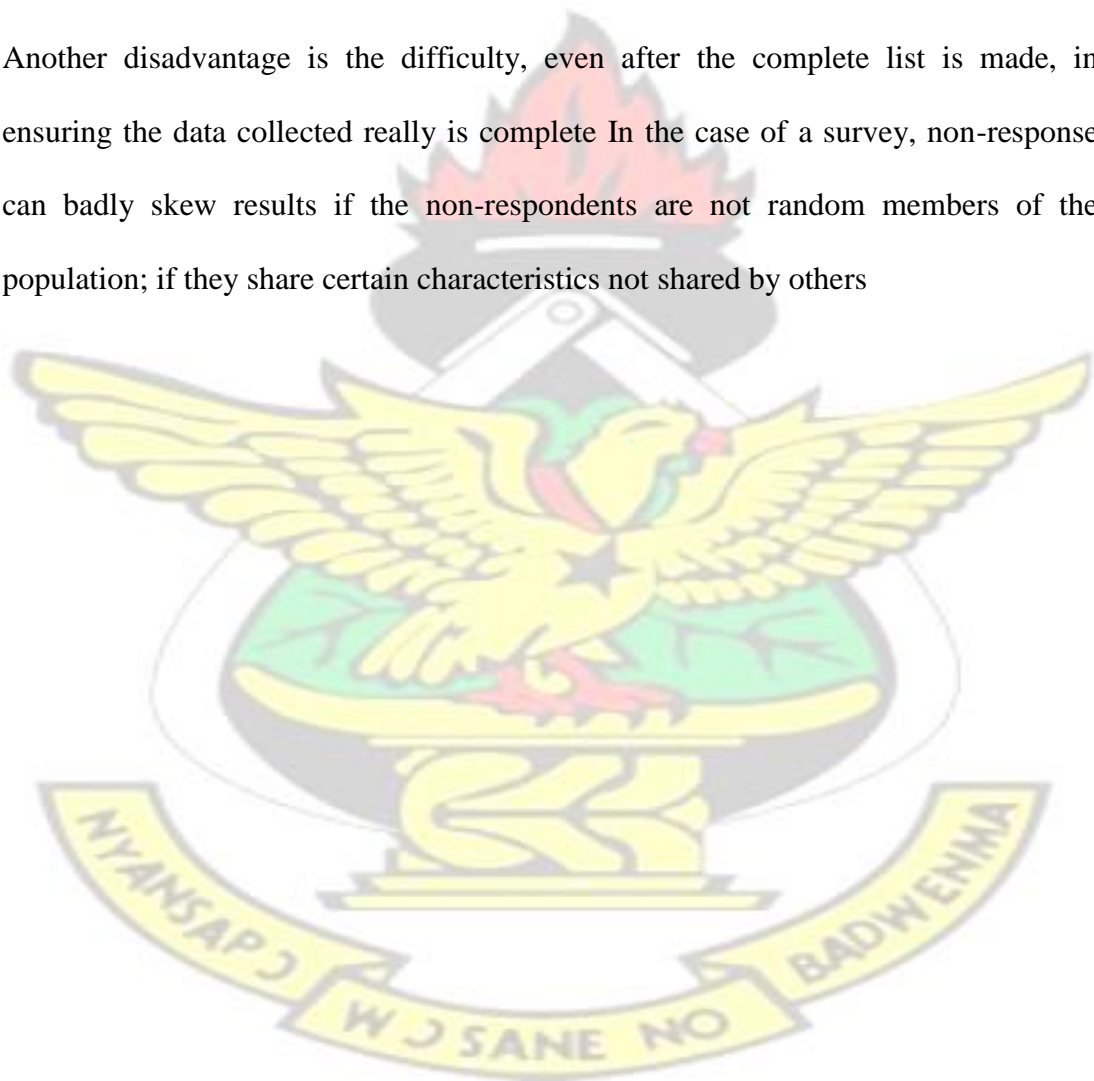 Another disadvantage is the difficulty, even after the complete list is made, in
ensuring the data collected really is complete In the case of a survey, non-response
can badly skew results if the non-respondents are not random members of the
population; if they share certain characteristics not shared by others
NYANSAPƆ
WƆSANE NO
BADWENMA